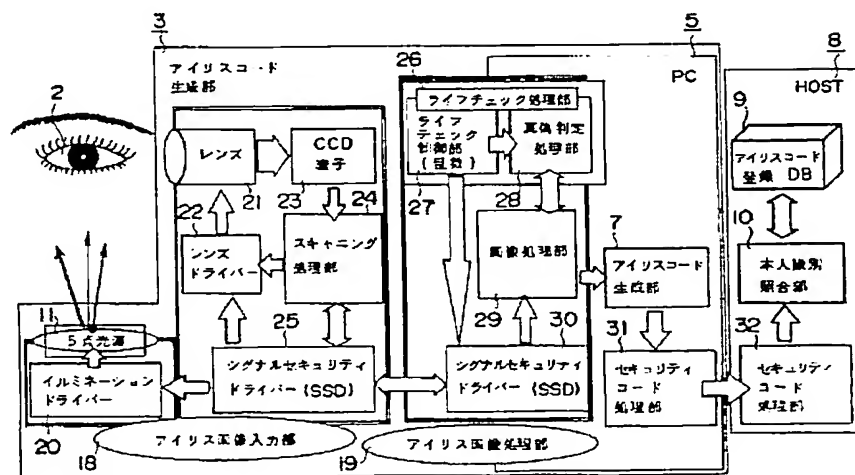 3
アイリスコード
生成部
5
PC
8
HOST
2
レンズ
21
CCD
素子
23
22
レンズ
ドライバー
24
スキャニング
処理部
26
ライフチェック処理部
ライフ
チェック
制御部
(乱数)
27
真偽判定
処理部
28
画像処理部
29
7
アイリスコード
生成部
9
アイリスコード
登録 DB
10
本人識別
照合部
11
5点光源
イルミネーション
ドライバー
20
25
シグナルセキュリティ
ドライバー(SSD)
30
シグナルセキュリティ
ドライバー(SSD)
31
セキュリティ
コード
処理部
32
セキュリティ
コード
処理部
18
アイリス画像入力部
19
アイリス画像処理部